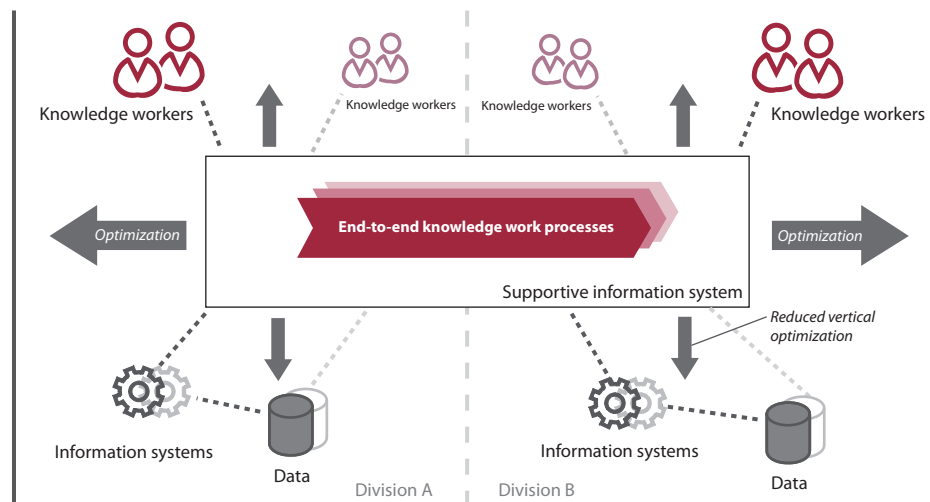 Knowledge workers
Knowledge workers
Knowledge workers
Knowledge workers
Optimization
End-to-end knowledge work processes
Optimization
Supportive information system
Reduced vertical
optimization
Information systems
Data
Information systems
Data
Division A
Division B